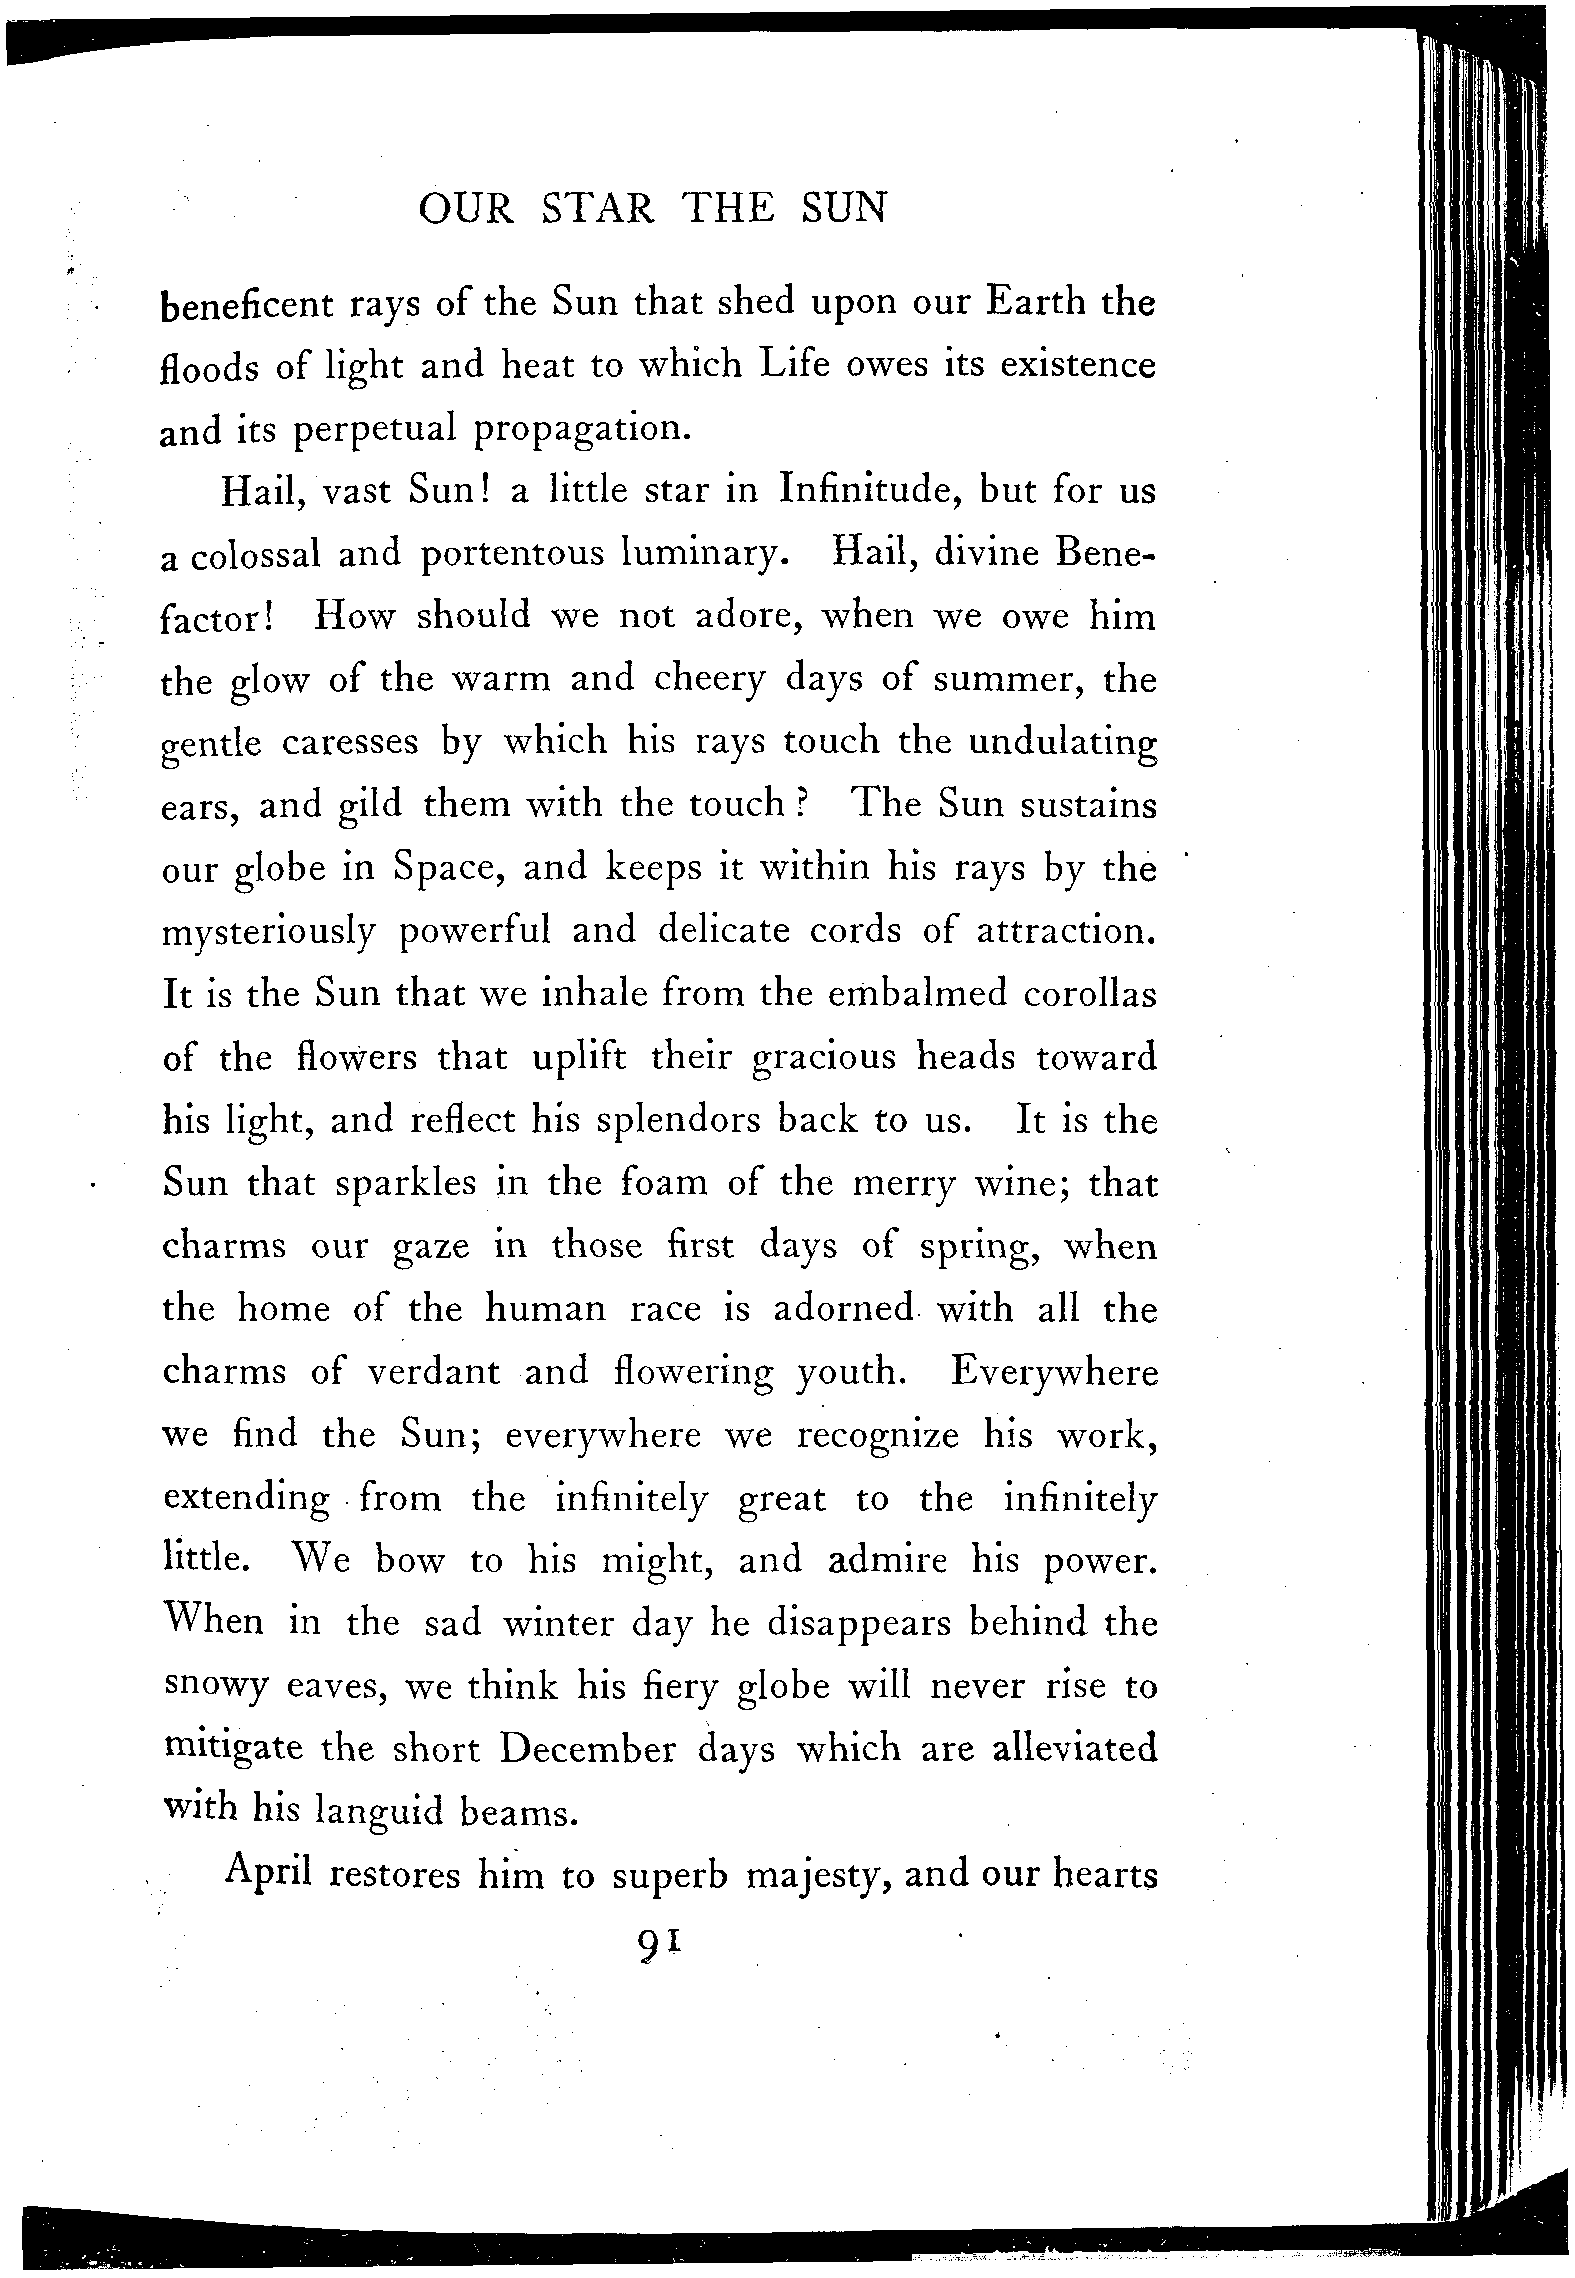 OUR STAR THE SUN
beneficent rays of the Sun that shed upon our Earth the
floods of light and heat to which Life owes its existence
and its perpetual propagation.
Hail, vast Sun! a little star in Infinitude, but for us
a colossal and portentous luminary. Hail, divine Bene-
factor! How should we not adore, when we owe him
the glow of the warm and cheery days of summer, the
gentle caresses by which his rays touch the undulating
ears, and gild them with the touch? The Sun sustains
our globe in Space, and keeps it within his rays by the
mysteriously powerful and delicate cords of attraction.
It is the Sun that we inhale from the embalmed corollas
of the flowers that uplift their gracious heads toward
his light, and reflect his splendors back to us. It is the
Sun that sparkles in the foam of the merry wine; that
charms our gaze in those first days of spring, when
the home of the human race is adorned with all the
charms of verdant and flowering youth. Everywhere
we find the Sun; everywhere we recognize his work,
extending from the infinitely great to the infinitely
little. We bow to his might, and admire his power.
When in the sad winter day he disappears behind the
snowy eaves, we think his fiery globe will never rise to
mitigate the short December days which are alleviated
with his languid beams.
April restores him to superb majesty, and our hearts
91